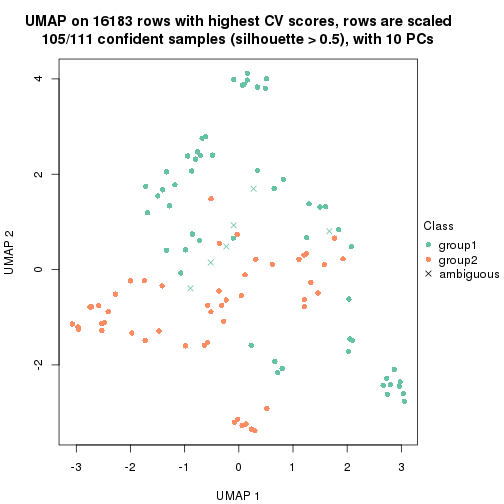 UMAP on 16183 rows with highest CV scores, rows are scaled
105/111 confident samples (silhouette > 0.5), with 10 PCs
4
2
0
-2
UMAP 2
-3
-2
-1
0
1
2
3
UMAP 1
Class
group1
group2
ambiguous